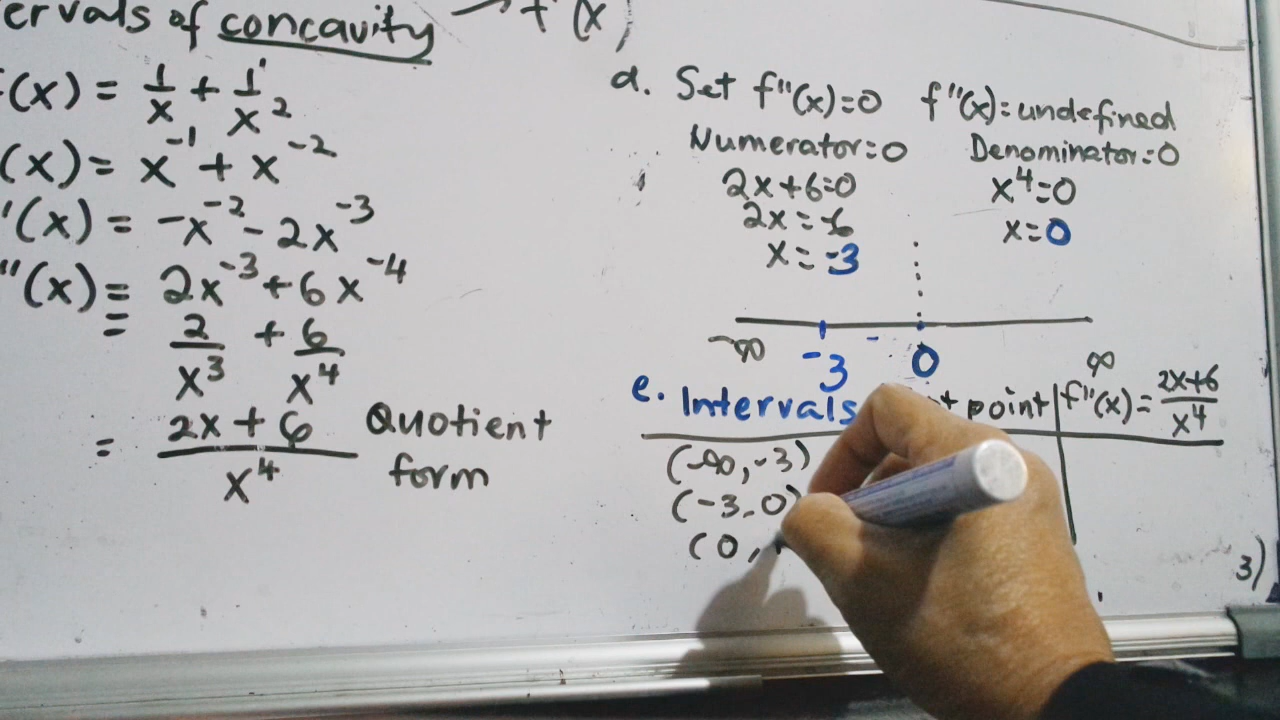 ervals of concavity → f'(x)
(x) = 1/x + 1/x²
(x) = x⁻¹ + x⁻²
'(x) = -x⁻² - 2x⁻³
"(x) = 2x⁻³ + 6x⁻⁴
= 2/x³ + 6/x⁴
= (2x + 6)/x⁴ Quotient form
d. Set f"(x)=0 f"(x)=undefined
Numerator=0 Denominator=0
2x+6=0 x⁴=0
2x=-6 x=0
x=-3
-∞ -3 - 0 ∞
e. Intervals point f"(x)= (2x+6)/x⁴
(-∞,-3)
(-3,0)
(0,
3)